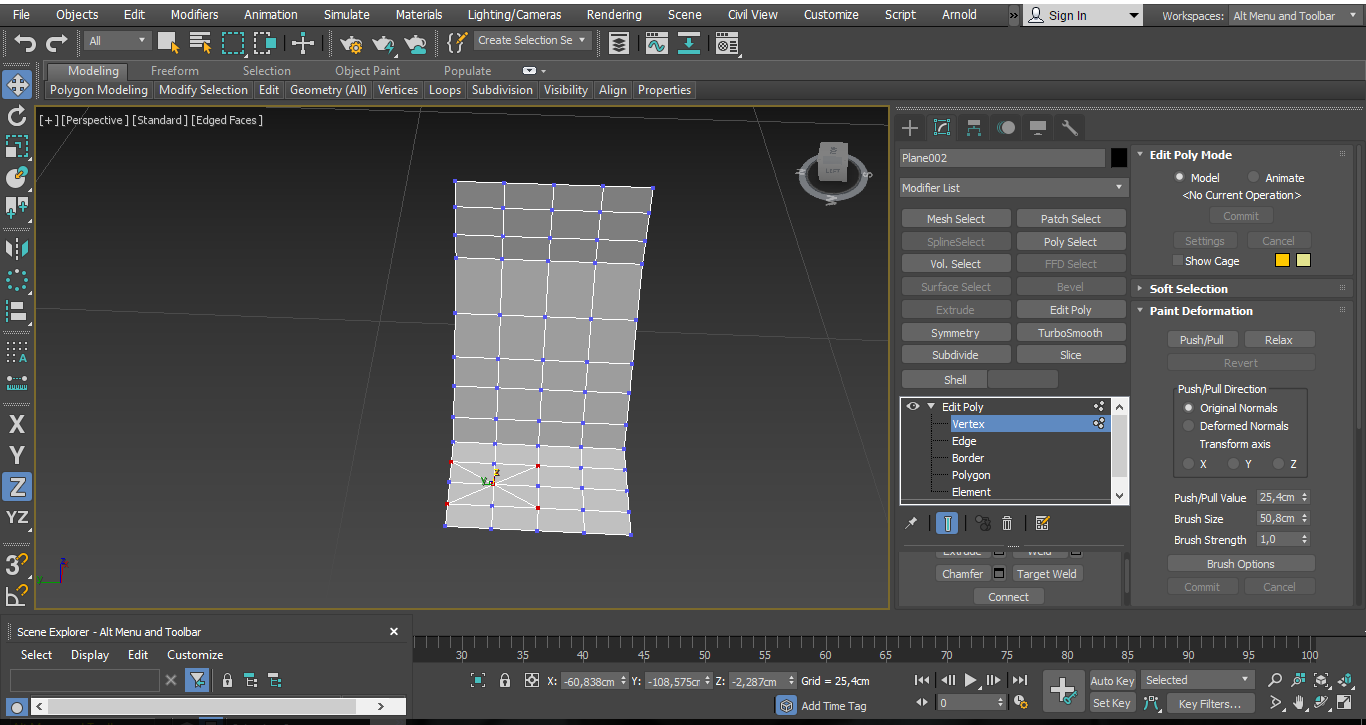 File Objects Edit Modifiers Animation Simulate Materials Lighting/Cameras Rendering Scene Civil View Customize Script Arnold » Sign In Workspaces: Alt Menu and Toolbar
All Create Selection Se
Modeling Freeform Selection Object Paint Populate
Polygon Modeling Modify Selection Edit Geometry (All) Vertices Loops Subdivision Visibility Align Properties
[+] [Perspective ] [Standard ] [Edged Faces ]
LEFT
S
W
z
y
z
X
Y
Z
YZ
3
A
Plane002
Modifier List
Mesh Select Patch Select
SplineSelect Poly Select
Vol. Select FFD Select
Surface Select Bevel
Extrude Edit Poly
Symmetry TurboSmooth
Subdivide Slice
Shell
Edit Poly
Vertex
Edge
Border
Polygon
Element
Extrude Weld
Chamfer Target Weld
Connect
Edit Poly Mode
Model Animate
<No Current Operation>
Commit
Settings Cancel
Show Cage
Soft Selection
Paint Deformation
Push/Pull Relax
Revert
Push/Pull Direction
Original Normals
Deformed Normals
Transform axis
X Y Z
Push/Pull Value 25,4cm
Brush Size 50,8cm
Brush Strength 1,0
Brush Options
Commit Cancel
Scene Explorer - Alt Menu and Toolbar
Select Display Edit Customize
30 35 40 45 50 55 60 65 70 75 80 85 90 95 100
X: -60,838cm Y: -108,575cm Z: -2,287cm Grid = 25,4cm
Add Time Tag
0
Auto Key Selected
Set Key Key Filters...